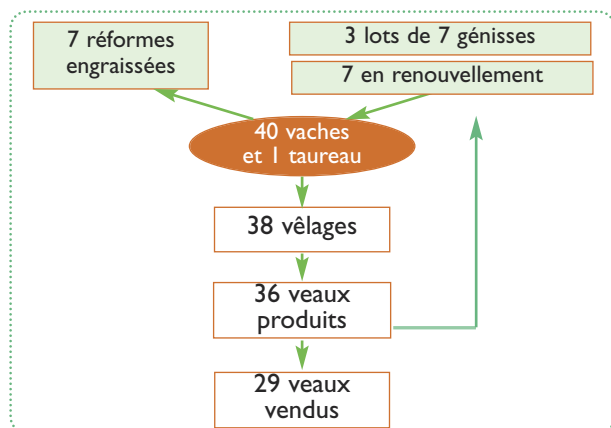 7 réformes
engraissées
3 lots de 7 génisses
7 en renouvellement
40 vaches
et 1 taureau
38 vêlages
36 veaux
produits
29 veaux
vendus